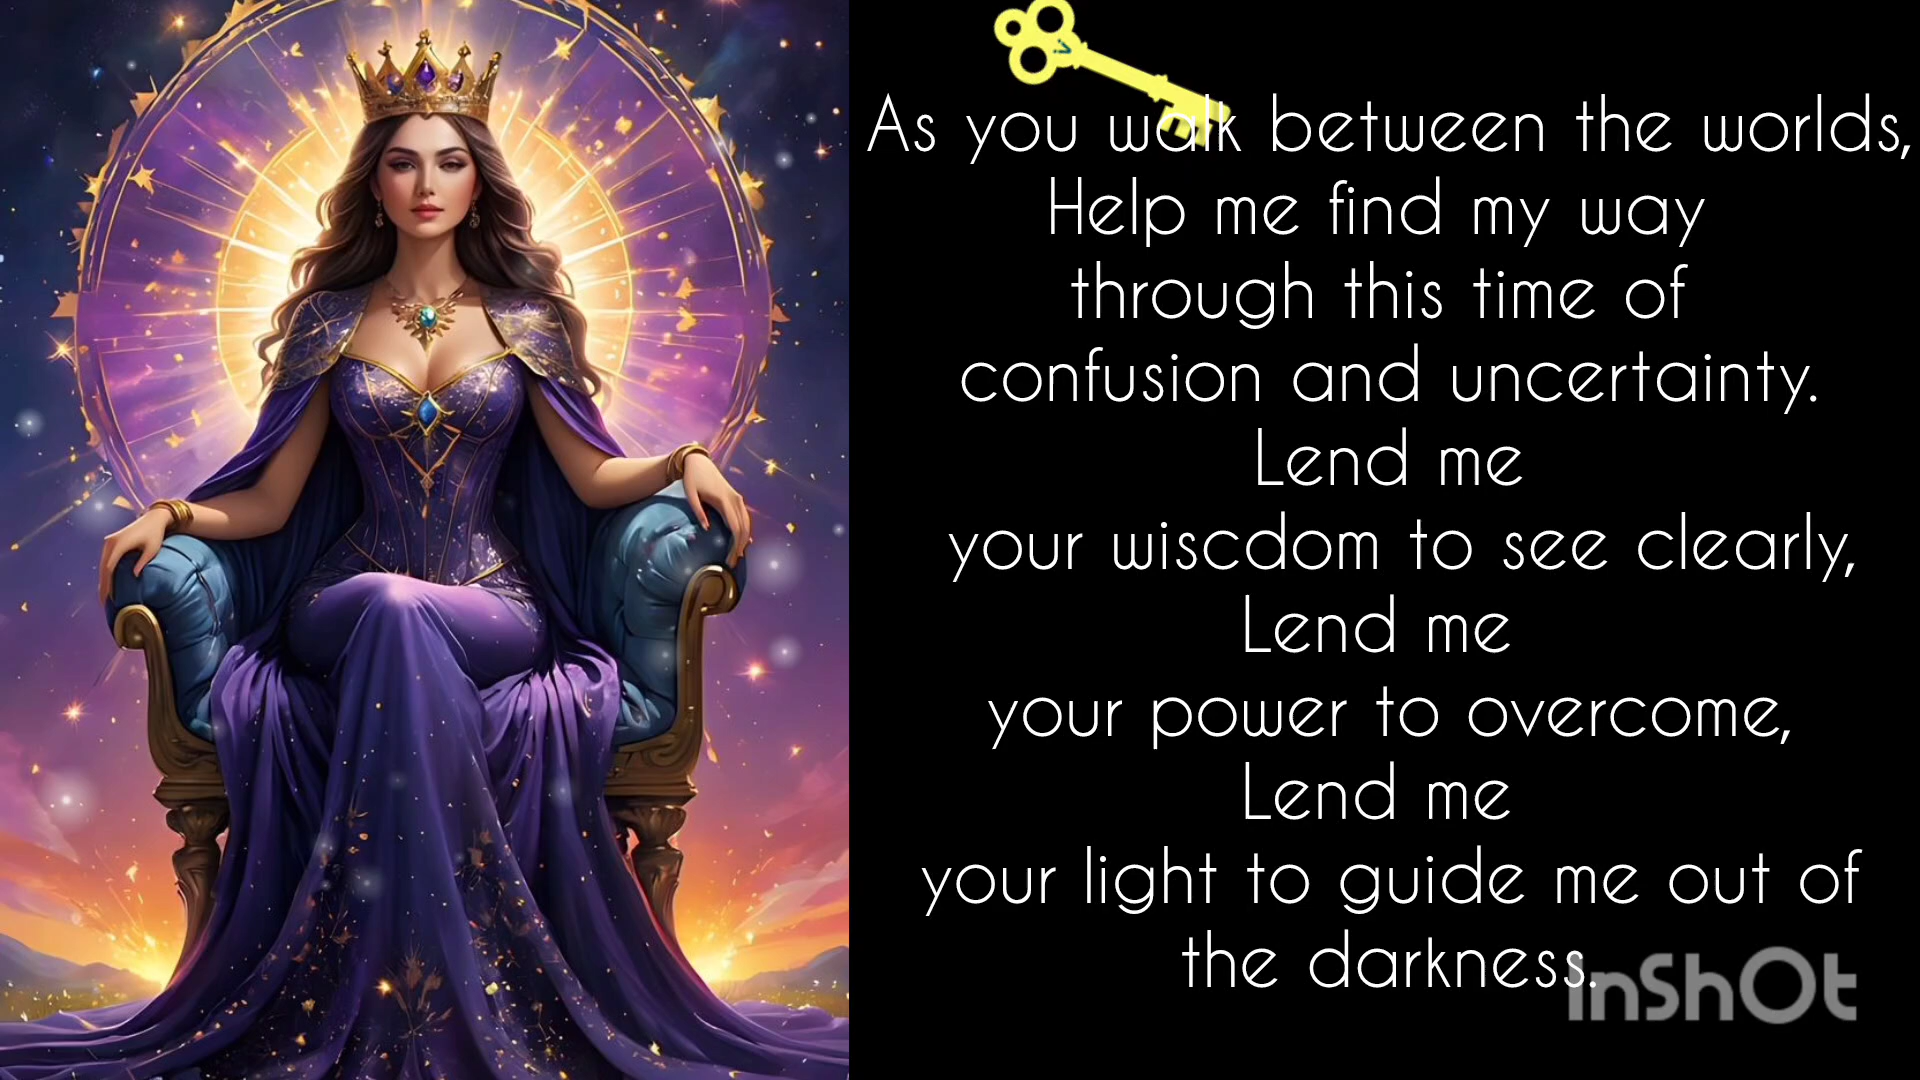 As you walk between the worlds,
Help me find my way
through this time of
confusion and uncertainty.
Lend me
your wiscdom to see clearly,
Lend me
your power to overcome,
Lend me
your light to guide me out of
the darkness.
InShOt